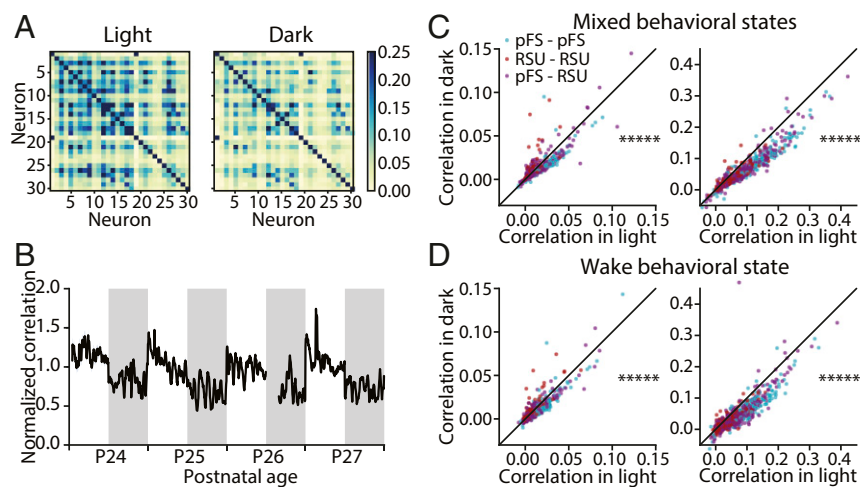 A
Light
Dark
Neuron
5
10
15
20
25
30
5 10 15 20 25 30
Neuron
5 10 15 20 25 30
Neuron
0.25
0.20
0.15
0.10
0.05
0.00
B
Normalized correlation
2.0
1.5
1.0
0.5
0.0
P24 P25 P26 P27
Postnatal age
C
Mixed behavioral states
pFS - pFS
RSU - RSU
pFS - RSU
Correlation in dark
0.15
0.10
0.05
0.00
*****
0.00 0.05 0.10 0.15
Correlation in light
0.4
0.3
0.2
0.1
0.0
*****
0.0 0.1 0.2 0.3 0.4
Correlation in light
D
Wake behavioral state
Correlation in dark
0.15
0.10
0.05
0.00
*****
0.00 0.05 0.10 0.15
Correlation in light
0.4
0.3
0.2
0.1
0.0
*****
0.0 0.1 0.2 0.3 0.4
Correlation in light